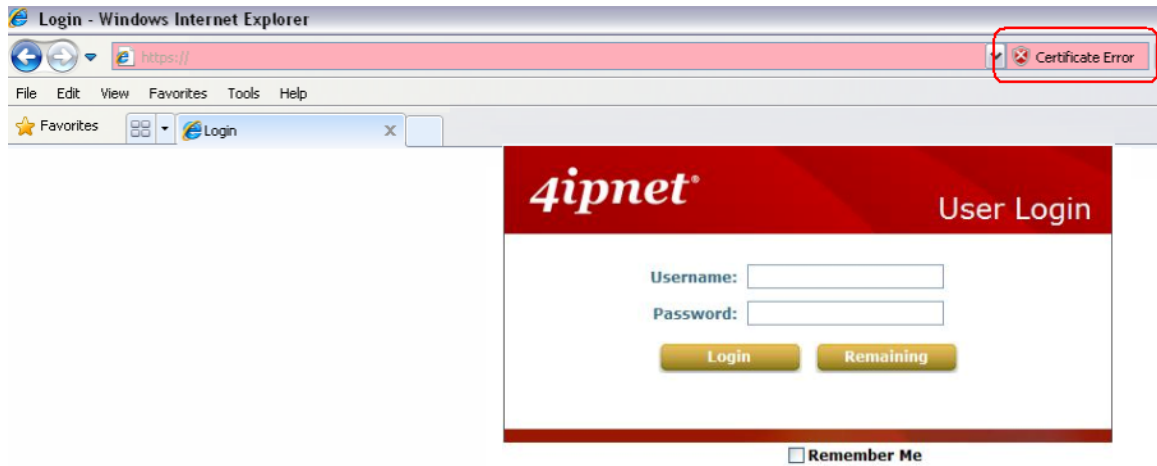 Login - Windows Internet Explorer
https://
Certificate Error
File Edit View Favorites Tools Help
Favorites
Login
X
4ipnet®
User Login
Username:
Password:
Login Remaining
Remember Me